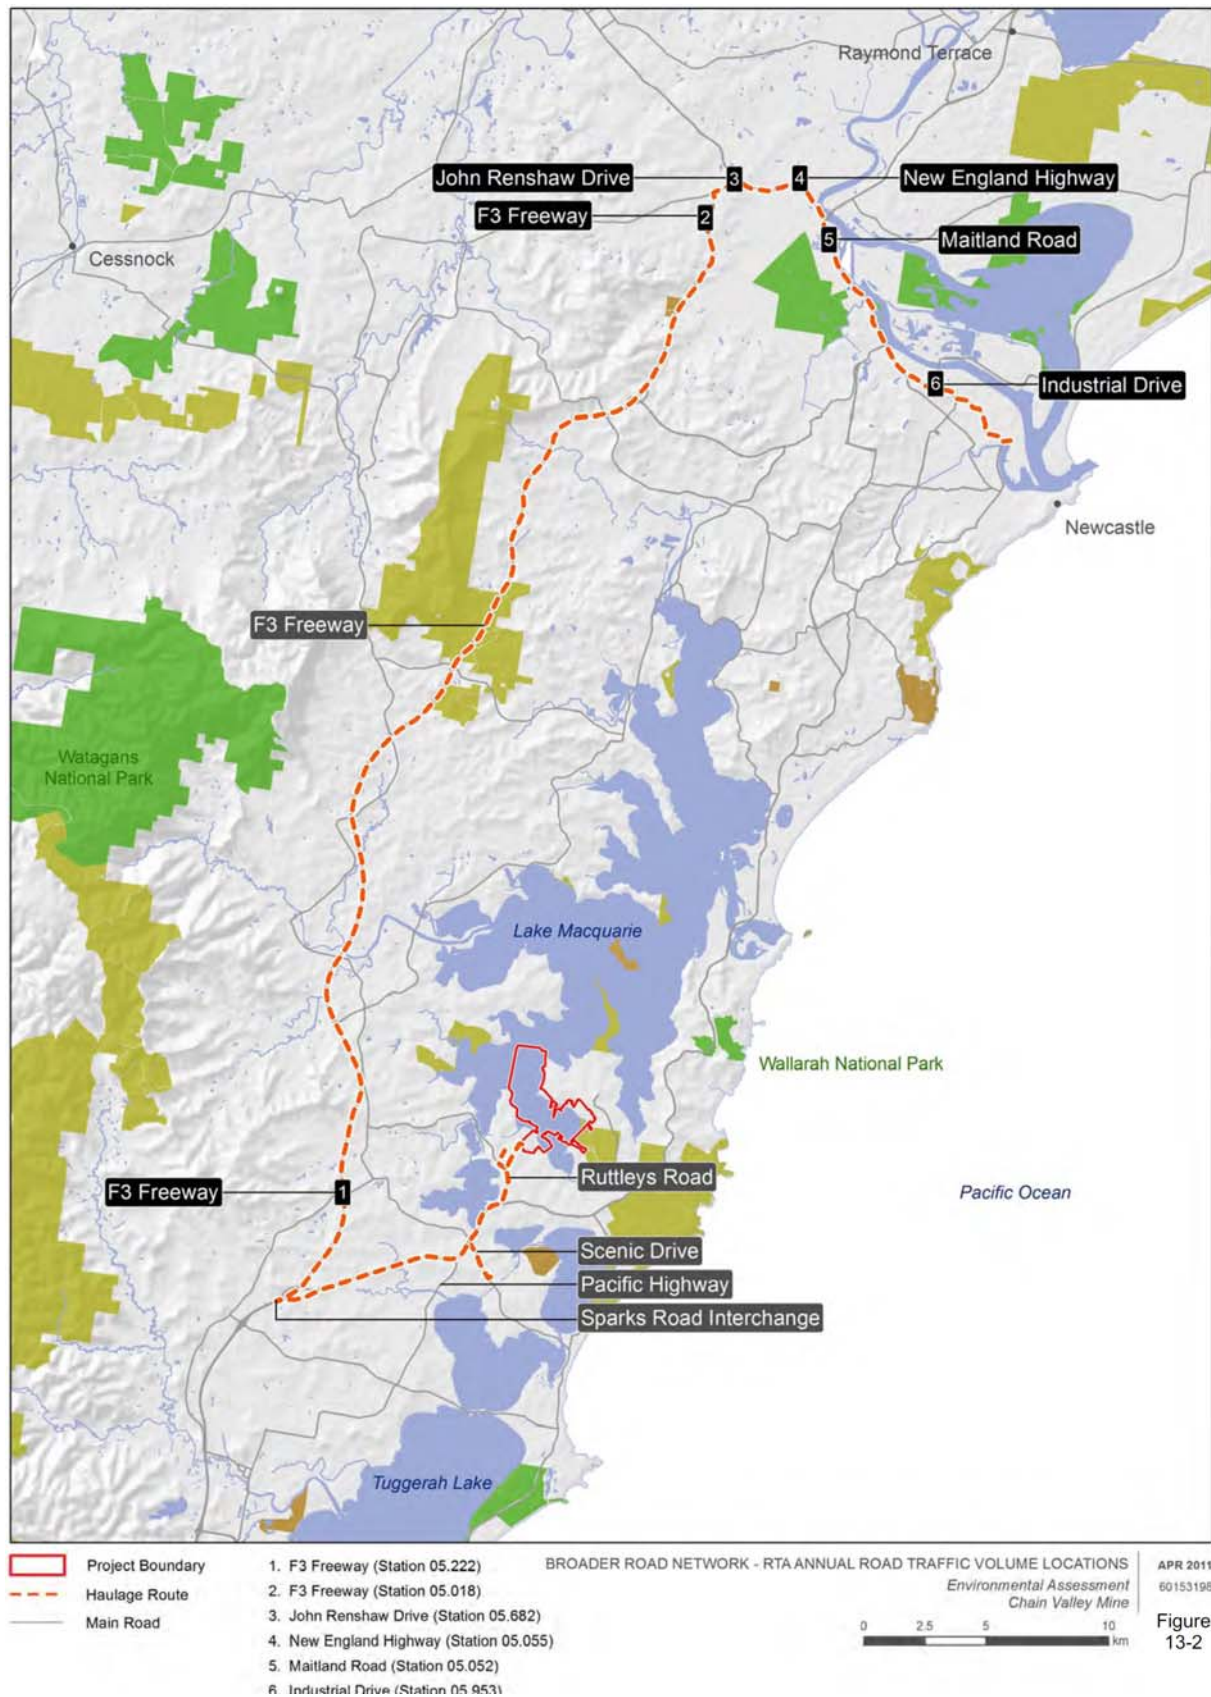 Raymond Terrace
John Renshaw Drive
3
4
New England Highway
F3 Freeway
2
5
Maitland Road
Cessnock
6
Industrial Drive
Newcastle
F3 Freeway
Watagans
National Park
Lake Macquarie
Wallarah National Park
F3 Freeway
1
Ruttleys Road
Pacific Ocean
Scenic Drive
Pacific Highway
Sparks Road Interchange
Tuggerah Lake
Project Boundary
Haulage Route
Main Road
1. F3 Freeway (Station 05.222)
2. F3 Freeway (Station 05.018)
3. John Renshaw Drive (Station 05.682)
4. New England Highway (Station 05.055)
5. Maitland Road (Station 05.052)
6. Industrial Drive (Station 05.953)
BROADER ROAD NETWORK - RTA ANNUAL ROAD TRAFFIC VOLUME LOCATIONS
Environmental Assessment
Chain Valley Mine
0 2.5 5 10
km
APR 2011
60153198
Figure
13-2